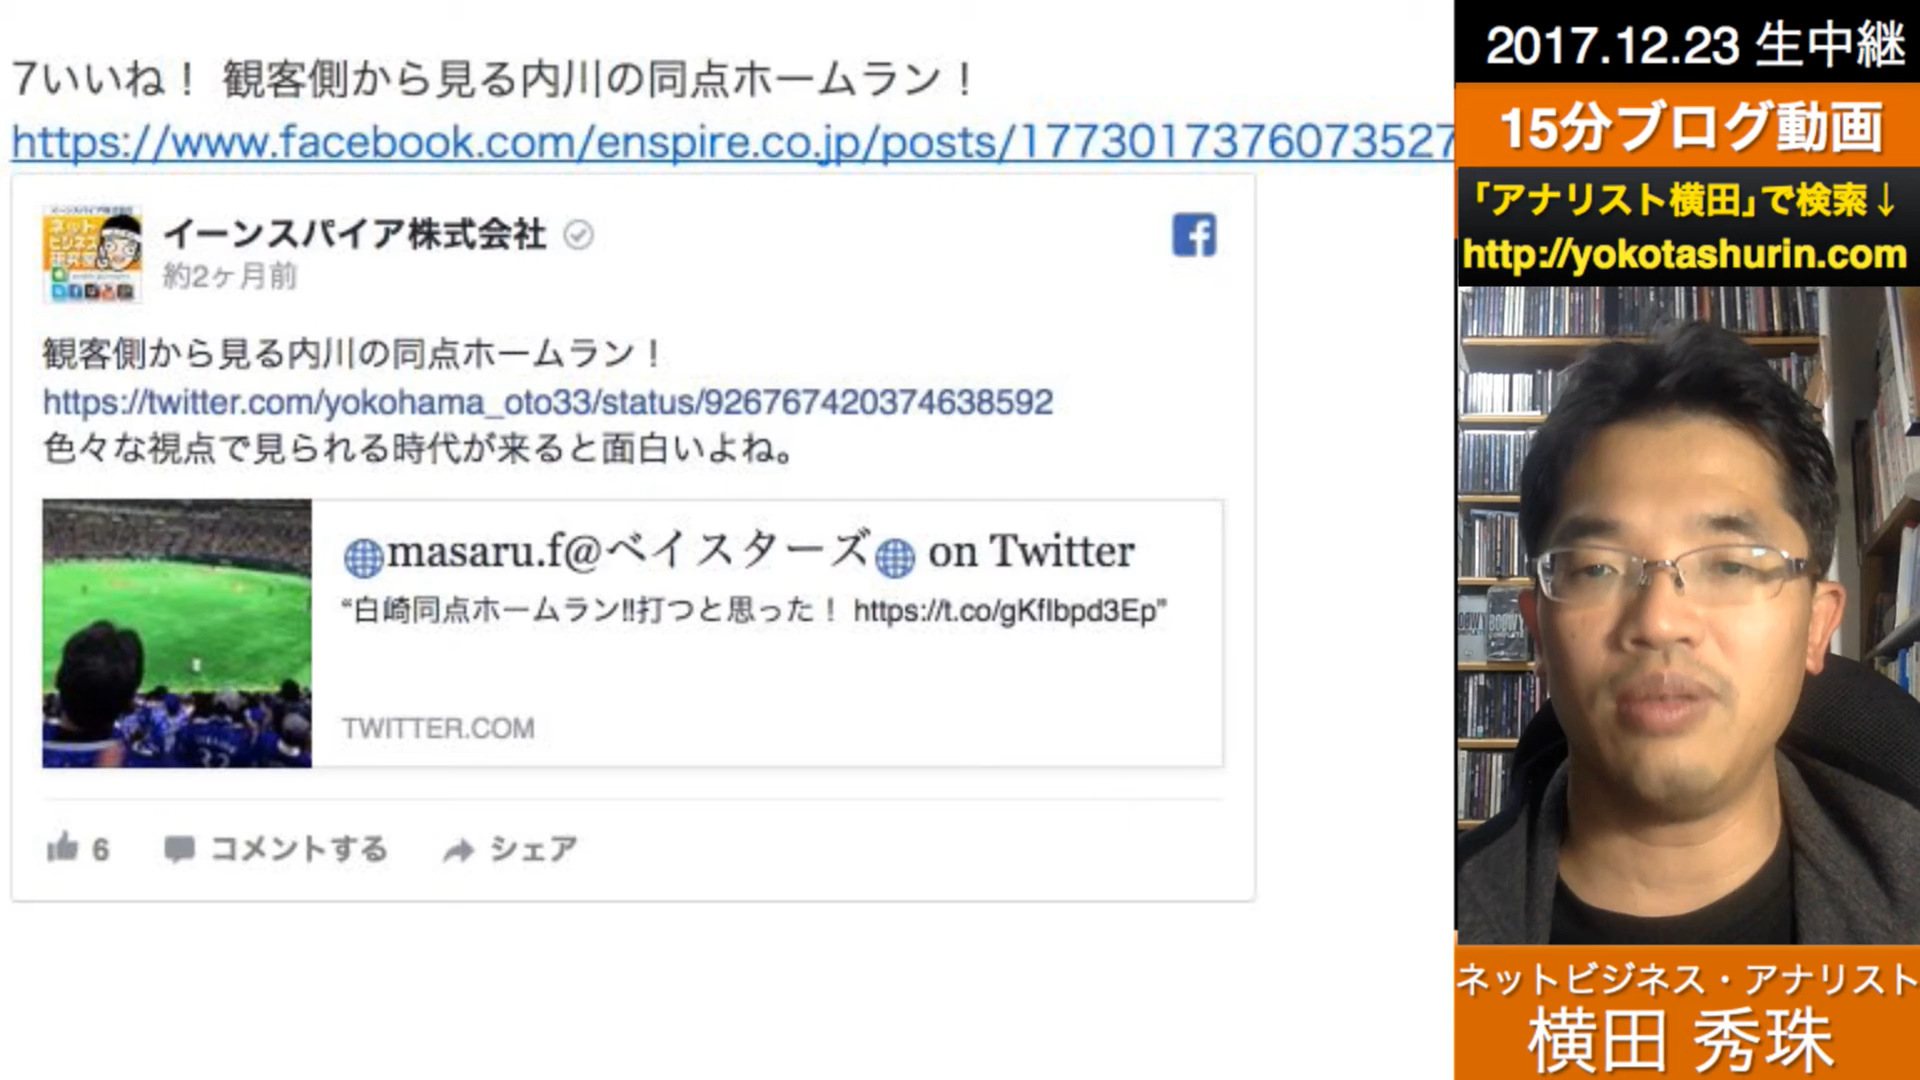 7いいね！ 観客側から見る内川の同点ホームラン！
https://www.facebook.com/enspire.co.jp/posts/1773017376073527
イーンスパイア株式会社
約2ヶ月前
観客側から見る内川の同点ホームラン！
https://twitter.com/yokohama_oto33/status/926767420374638592
色々な視点で見られる時代が来ると面白いよね。
🌐masaru.f@ベイスターズ🌐 on Twitter
“白崎同点ホームラン‼打つと思った！ https://t.co/gKflbpd3Ep”
TWITTER.COM
6 コメントする シェア
2017.12.23 生中継
15分ブログ動画
「アナリスト横田」で検索↓
http://yokotashurin.com
ネットビジネス・アナリスト
横田 秀珠